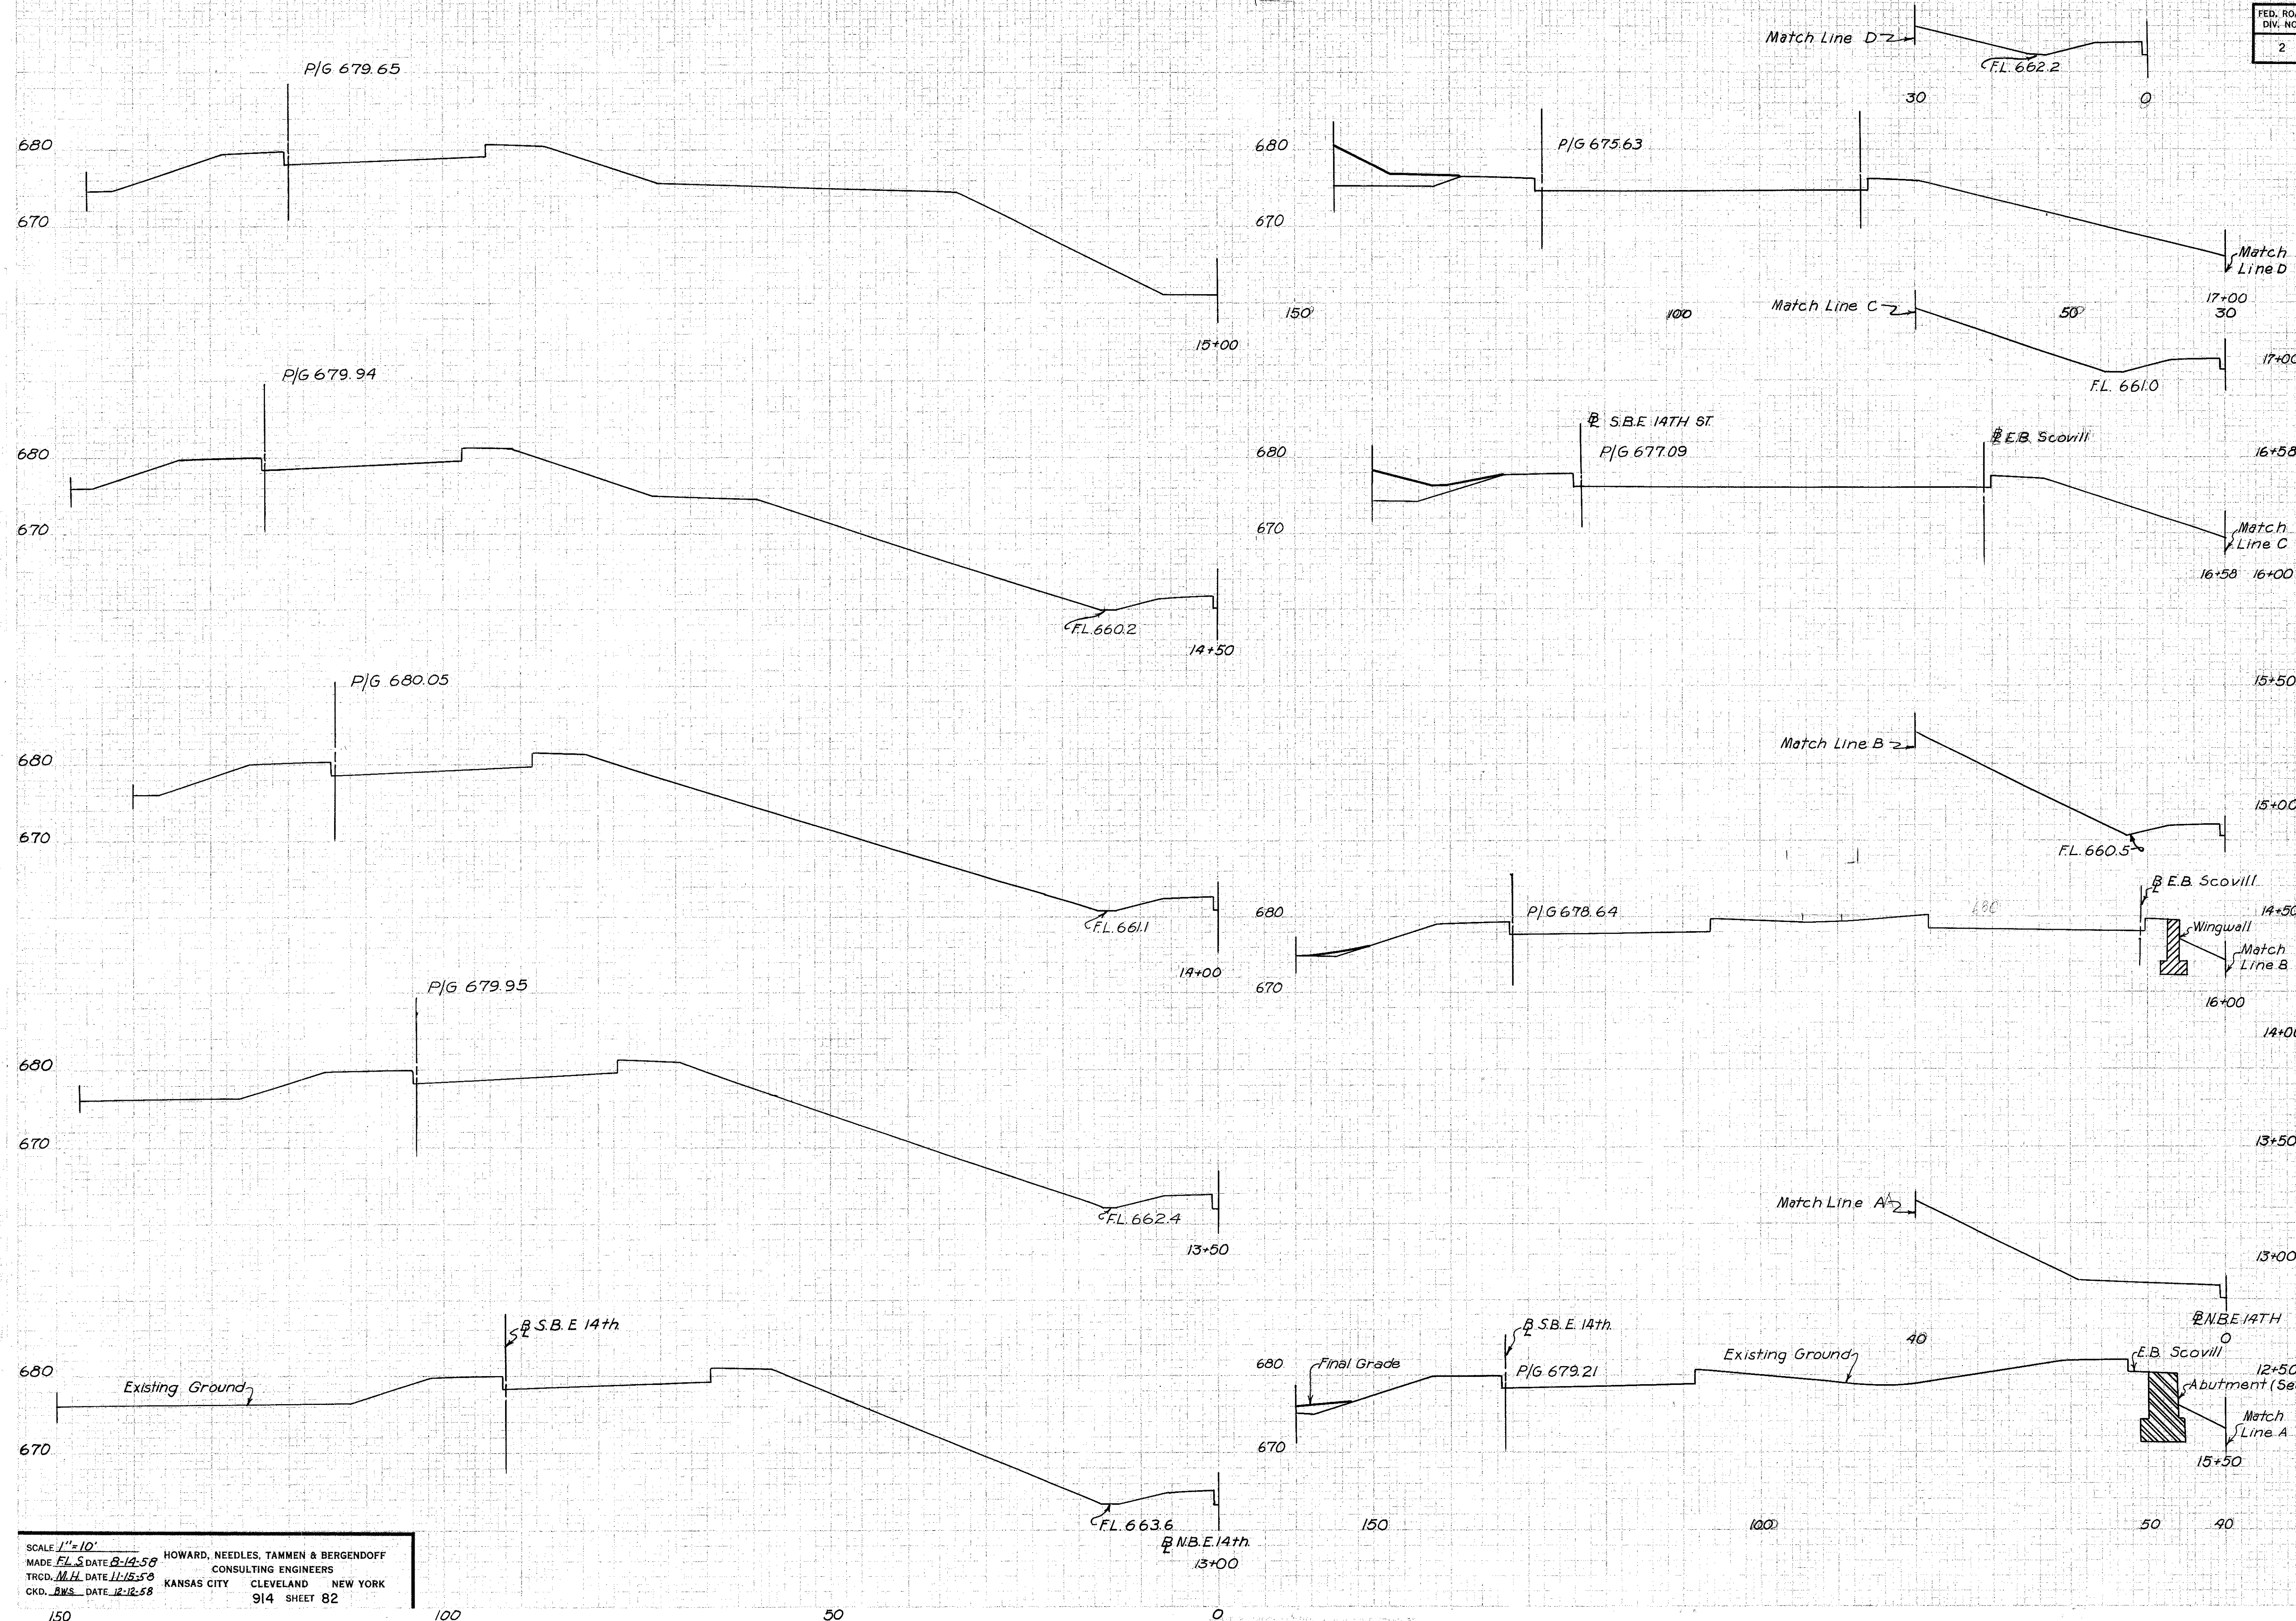 P/G 679.65
680
670
15+00
P/G 679.94
680
670
F.L. 660.2
14+50
P/G 680.05
680
670
F.L. 661.1
14+00
P/G 679.95
680
670
F.L. 662.4
13+50
℄ S.B.E 14th.
680
Existing Ground
670
F.L. 663.6
℄ N.B.E. 14th.
13+00
SCALE 1"=10'
MADE F.L.S DATE 8-14-58
TRCD. M.H. DATE 11-15-58
CKD. BWS DATE 12-12-58
HOWARD, NEEDLES, TAMMEN & BERGENDOFF
CONSULTING ENGINEERS
KANSAS CITY CLEVELAND NEW YORK
914 SHEET 82
150 100 50 0
Match Line D
F.L. 662.2
30 0
FED. RO
DIV. NO
2
P/G 675.63
680
670
Match
Line D
17+00
150 100 50 30
Match Line C
17+00
F.L. 661.0
℄ S.B.E 14TH ST.
P/G 677.09
℄ E.B. Scovill
680
16+58
670
Match
Line C
16+58 16+00
15+50
Match Line B
15+00
F.L. 660.5
℄ E.B. Scovill
680
P/G 678.64
680
14+50
Wingwall
Match
Line B
670
16+00
14+00
13+50
Match Line A
13+00
℄ N.B.E 14TH
40 0
℄ S.B.E. 14th.
680
Final Grade
P/G 679.21
Existing Ground
E.B. Scovill
12+50
Abutment (Se
Match
Line A
670
15+50
150 100 50 40